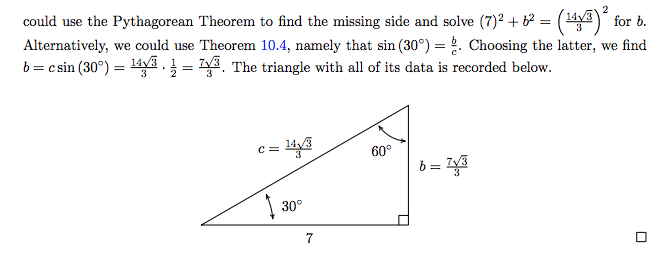 could use the Pythagorean Theorem to find the missing side and solve (7)² + b² = (14√3/3)² for b.
Alternatively, we could use Theorem 10.4, namely that sin (30°) = b/c. Choosing the latter, we find
b = c sin (30°) = 14√3/3 · 1/2 = 7√3/3. The triangle with all of its data is recorded below.
c = 14√3/3
60°
b = 7√3/3
30°
7